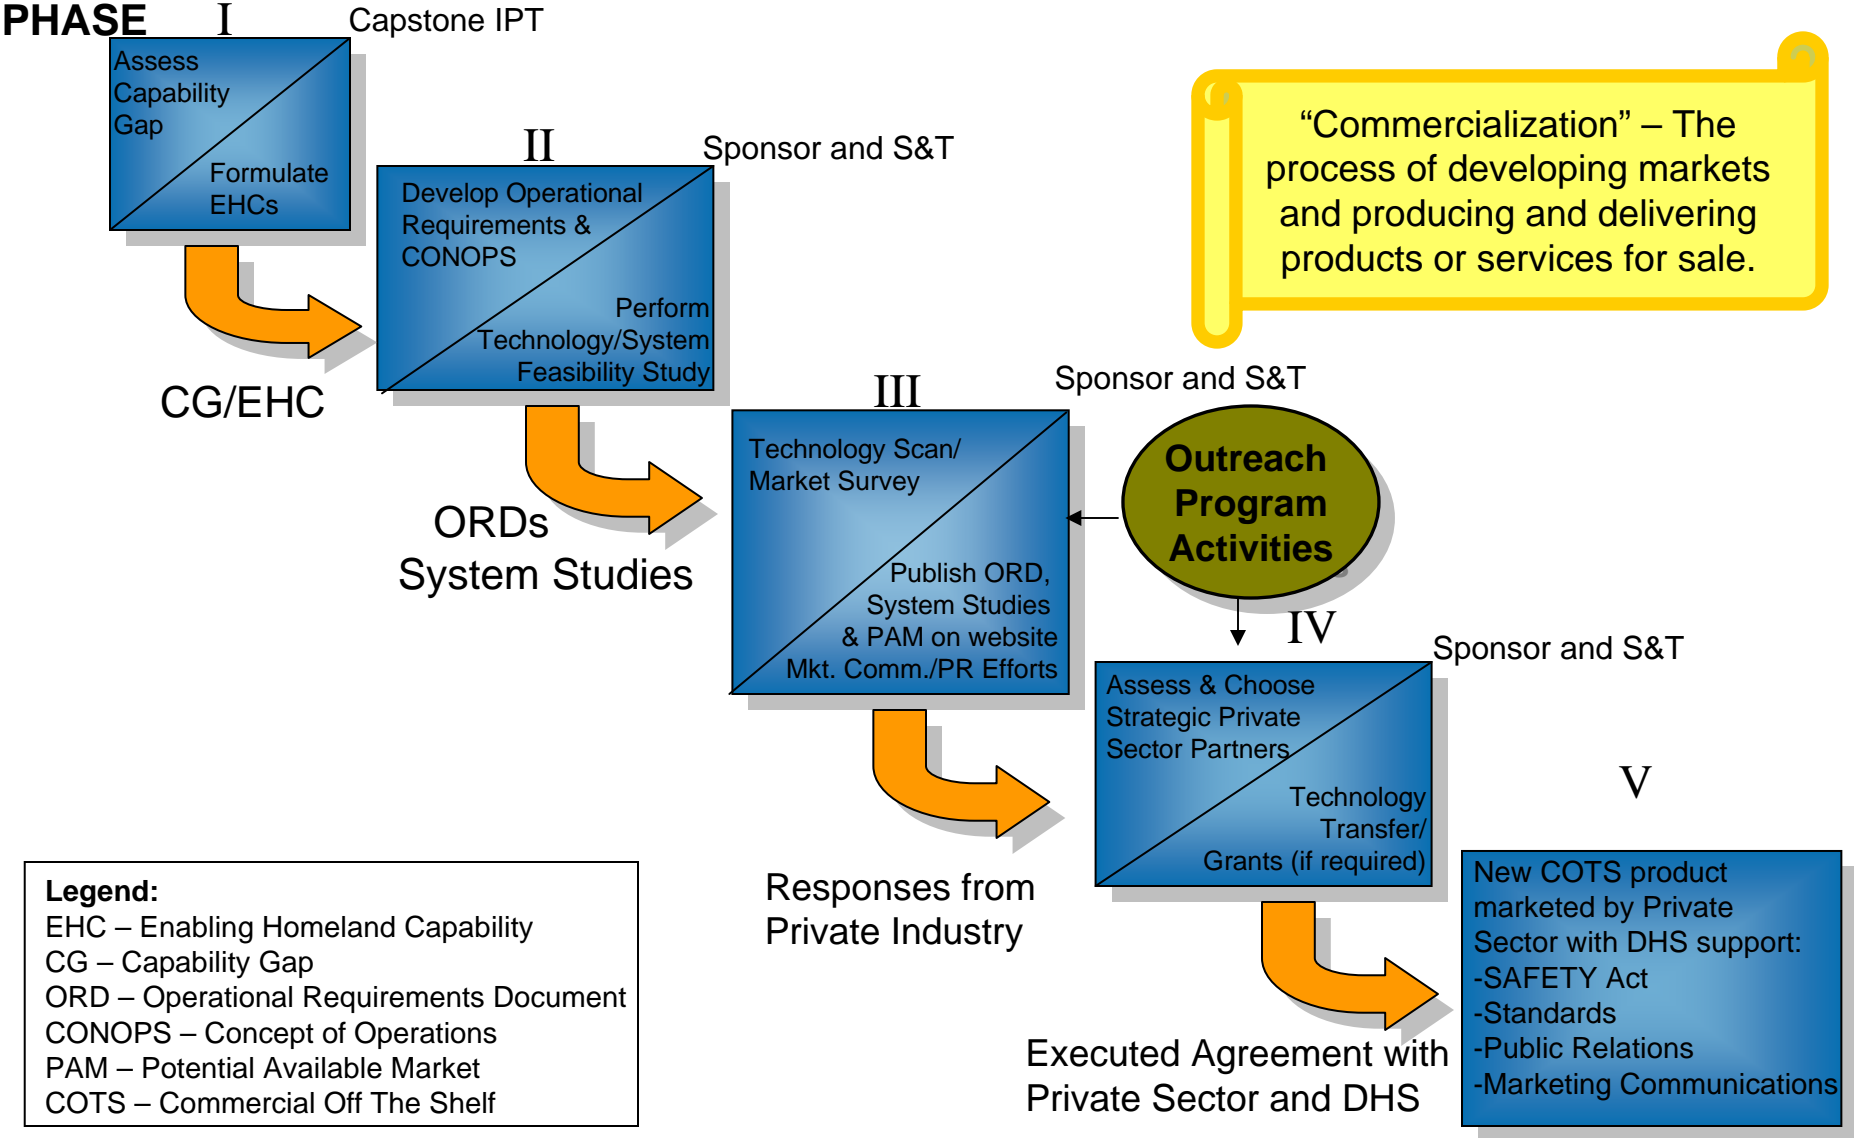 PHASE
I
Capstone IPT
Assess
Capability
Gap
Formulate
EHCs
CG/EHC
II
Sponsor and S&T
Develop Operational
Requirements &
CONOPS
Perform
Technology/System
Feasibility Study
ORDs
System Studies
“Commercialization” – The
process of developing markets
and producing and delivering
products or services for sale.
III
Sponsor and S&T
Technology Scan/
Market Survey
Publish ORD,
System Studies
& PAM on website
Mkt. Comm./PR Efforts
Outreach
Program
Activities
Responses from
Private Industry
IV
Sponsor and S&T
Assess & Choose
Strategic Private
Sector Partners
Technology
Transfer/
Grants (if required)
Executed Agreement with
Private Sector and DHS
V
New COTS product
marketed by Private
Sector with DHS support:
-SAFETY Act
-Standards
-Public Relations
-Marketing Communications
Legend:
EHC – Enabling Homeland Capability
CG – Capability Gap
ORD – Operational Requirements Document
CONOPS – Concept of Operations
PAM – Potential Available Market
COTS – Commercial Off The Shelf